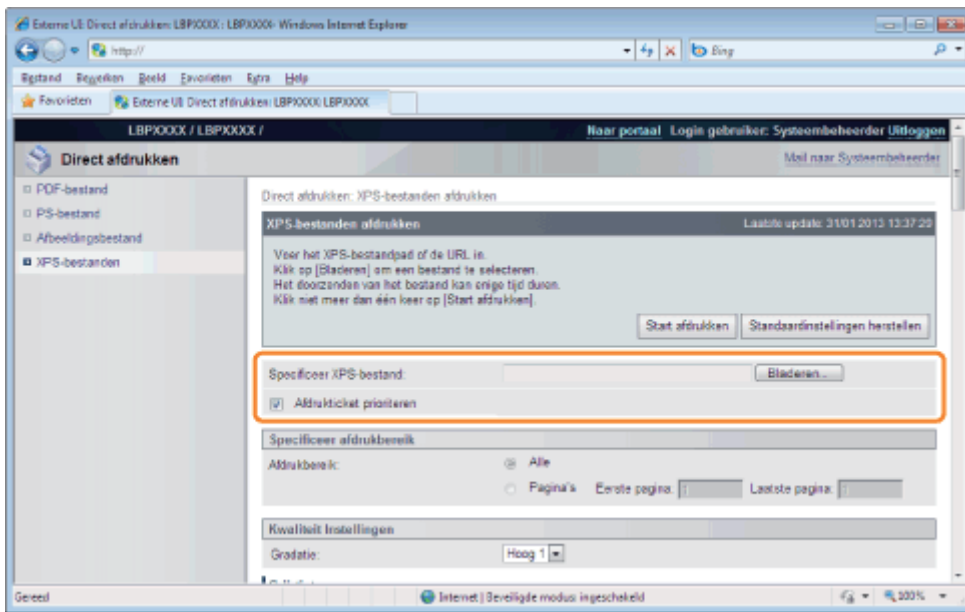 Externe UI: Direct afdrukken: LBPXXXX : LBPXXXX- Windows Internet Explorer
http://
Bing
Bestand Bewerken Beeld Favorieten Extra Help
Favorieten Externe UI: Direct afdrukken: LBPXXXX: LBPXXXX
LBPXXXX / LBPXXXX / Naar portaal Login gebruiker: Systeembeheerder Uitloggen
Direct afdrukken Mail naar Systeembeheerder
PDF-bestand
PS-bestand
Afbeeldingsbestand
XPS-bestanden
Direct afdrukken: XPS-bestanden afdrukken
XPS-bestanden afdrukken Laatste update: 31/01 2013 13:37:29
Voer het XPS-bestandpad of de URL in.
Klik op [Bladeren] om een bestand te selecteren.
Het doorzenden van het bestand kan enige tijd duren.
Klik niet meer dan één keer op [Start afdrukken].
Start afdrukken Standaardinstellingen herstellen
Specificeer XPS-bestand: Bladeren...
Afdrukticket prioriteren
Specificeer afdrukbereik
Afdrukbereik: Alle
Pagina's Eerste pagina: Laatste pagina:
Kwaliteit Instellingen
Gradatie: Hoog 1
Gereed Internet | Beveiligde modus: ingeschakeld 100%